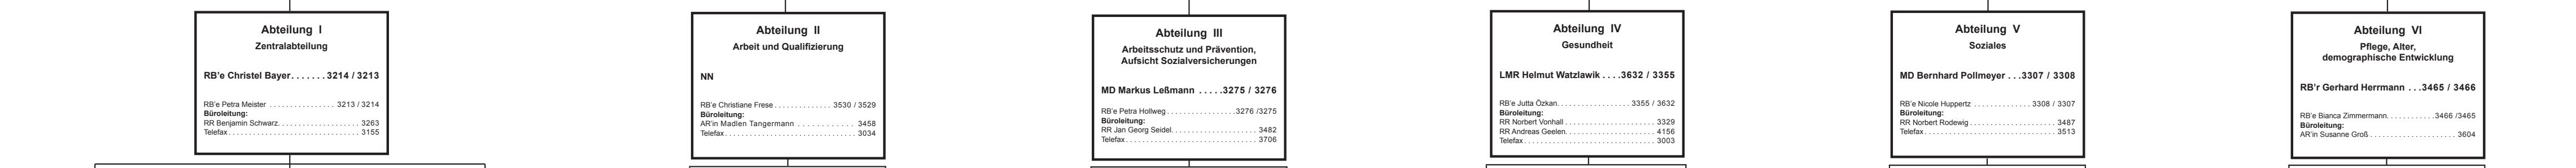 Abteilung I
Zentralabteilung
RB'e Christel Bayer. . . . . . . 3214 / 3213
RB'e Petra Meister . . . . . . . . . . . . . . . 3213 / 3214
Büroleitung:
RR Benjamin Schwarz. . . . . . . . . . . . . . . . . . . 3263
Telefax . . . . . . . . . . . . . . . . . . . . . . . . . . . . . . 3155
Abteilung II
Arbeit und Qualifizierung
NN
RB'e Christiane Frese . . . . . . . . . . . . . 3530 / 3529
Büroleitung:
AR'in Madlen Tangermann . . . . . . . . . . . . 3458
Telefax . . . . . . . . . . . . . . . . . . . . . . . . . . . . . . 3034
Abteilung III
Arbeitsschutz und Prävention,
Aufsicht Sozialversicherungen
MD Markus Leßmann . . . . .3275 / 3276
RB'e Petra Hollweg . . . . . . . . . . . . . . . .3276 /3275
Büroleitung:
RR Jan Georg Seidel. . . . . . . . . . . . . . . . . . . . 3482
Telefax . . . . . . . . . . . . . . . . . . . . . . . . . . . . . . 3706
Abteilung IV
Gesundheit
LMR Helmut Watzlawik . . . .3632 / 3355
RB'e Jutta Özkan. . . . . . . . . . . . . . . . . 3355 / 3632
Büroleitung:
RR Norbert Vonhall . . . . . . . . . . . . . . . . . . . . . 3329
RR Andreas Geelen. . . . . . . . . . . . . . . . . . . . . 4156
Telefax . . . . . . . . . . . . . . . . . . . . . . . . . . . . . . 3003
Abteilung V
Soziales
MD Bernhard Pollmeyer . . .3307 / 3308
RB'e Nicole Huppertz . . . . . . . . . . . . . . 3308 / 3307
Büroleitung:
RR Norbert Rodewig . . . . . . . . . . . . . . . . . . . . 3487
Telefax . . . . . . . . . . . . . . . . . . . . . . . . . . . . . . 3513
Abteilung VI
Pflege, Alter,
demographische Entwicklung
RB'r Gerhard Herrmann . . .3465 / 3466
RB'e Bianca Zimmermann. . . . . . . . . . . .3466 /3465
Büroleitung:
AR'in Susanne Groß . . . . . . . . . . . . . . . . . . . . 3604